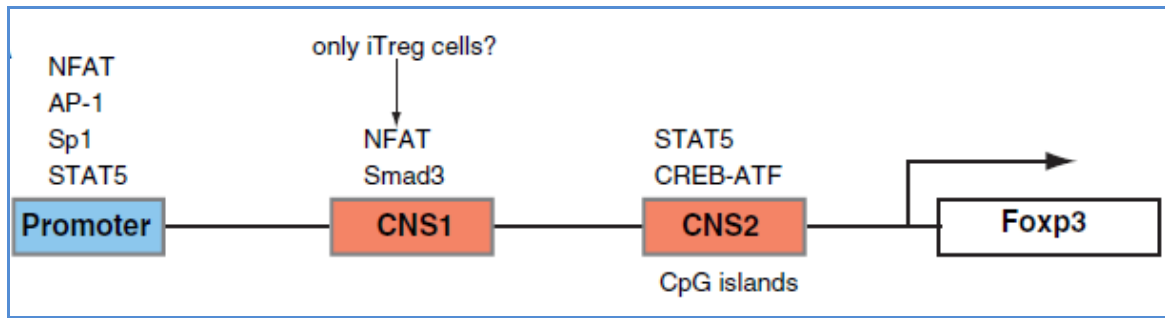 only iTreg cells?
NFAT
AP-1
Sp1
STAT5
NFAT
Smad3
STAT5
CREB-ATF
Promoter
CNS1
CNS2
Foxp3
CpG islands